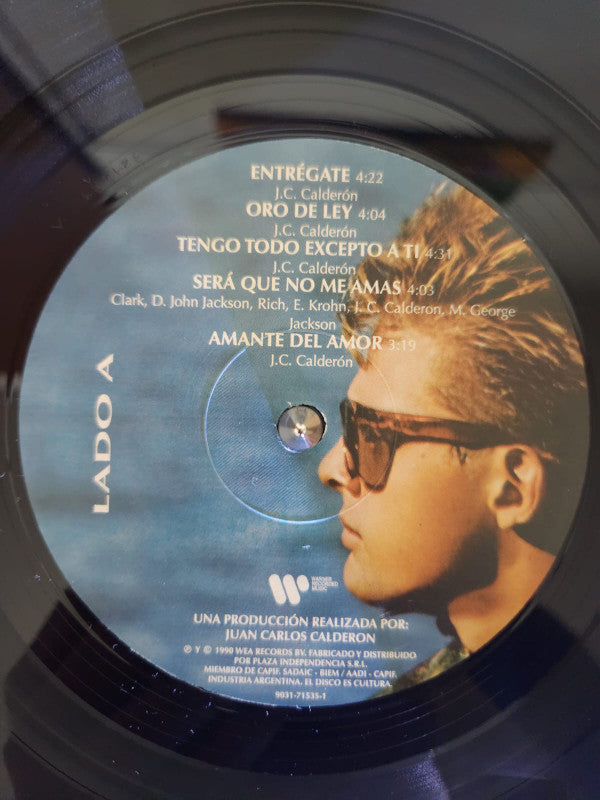 ENTRÉGATE 4:22
J.C. Calderón
ORO DE LEY 4:04
J.C. Calderón
TENGO TODO EXCEPTO A TI 4:31
J.C. Calderón
SERÁ QUE NO ME AMAS 4:03
Clark, D. John Jackson, Rich, E. Krohn, J. C. Calderon, M. George
Jackson
AMANTE DEL AMOR 3:19
J.C. Calderón
LADO A
WARNER
RECORDED
MUSIC
UNA PRODUCCIÓN REALIZADA POR:
JUAN CARLOS CALDERON
℗ Y © 1990 WEA RECORDS BV. FABRICADO Y DISTRIBUIDO
POR PLAZA INDEPENDENCIA S.R.L.
MIEMBRO DE CAPIF. SADAIC - BIEM / AADI - CAPIF.
INDUSTRIA ARGENTINA. EL DISCO ES CULTURA.
9031-71535-1